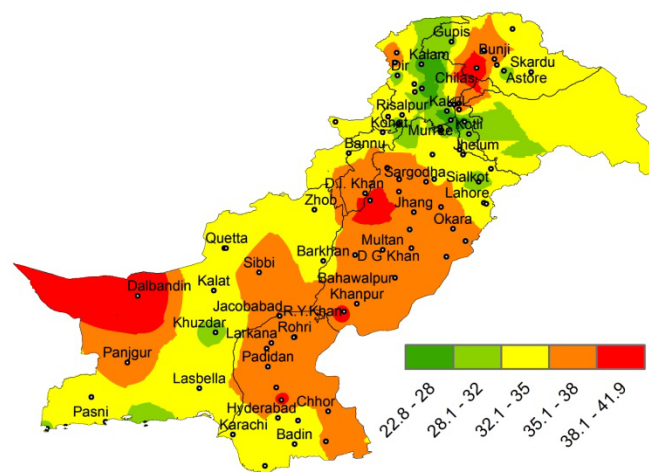 Gupis
Kalam
Bunji
Skardu
Dir
Chilas
Astore
Risalpur
Kakul
Kohat
Murree
Kotli
Bannu
Jhelum
Sargodha
Sialkot
D.I. Khan
Lahore
Zhob
Jhang
Okara
Quetta
Multan
Barkhan
D G Khan
Sibbi
Bahawalpur
Kalat
Dalbandin
Khanpur
Jacobabad
R.Y.Khan
Khuzdar
Larkana
Rohri
Panjgur
Padidan
Lasbella
Pasni
Hyderabad
Chhor
Karachi
Badin
22.8 - 28
28.1 - 32
32.1 - 35
35.1 - 38
38.1 - 41.9